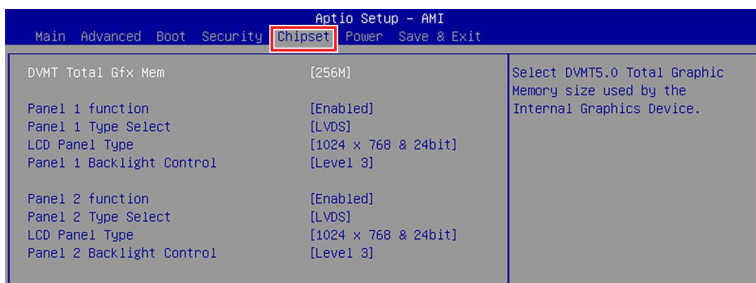 Aptio Setup – AMI
Main Advanced Boot Security Chipset Power Save & Exit
DVMT Total Gfx Mem [256M]
Panel 1 function [Enabled]
Panel 1 Type Select [LVDS]
LCD Panel Type [1024 x 768 & 24bit]
Panel 1 Backlight Control [Level 3]
Panel 2 function [Enabled]
Panel 2 Type Select [LVDS]
LCD Panel Type [1024 x 768 & 24bit]
Panel 2 Backlight Control [Level 3]
Select DVMT5.0 Total Graphic
Memory size used by the
Internal Graphics Device.